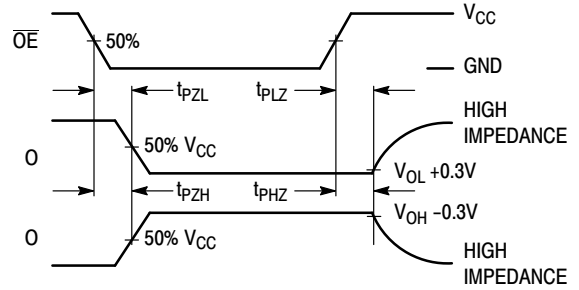 V_CC
OE
50%
GND
t_PZL
t_PLZ
HIGH
IMPEDANCE
O
50% V_CC
V_OL +0.3V
t_PZH
t_PHZ
V_OH −0.3V
O
50% V_CC
HIGH
IMPEDANCE